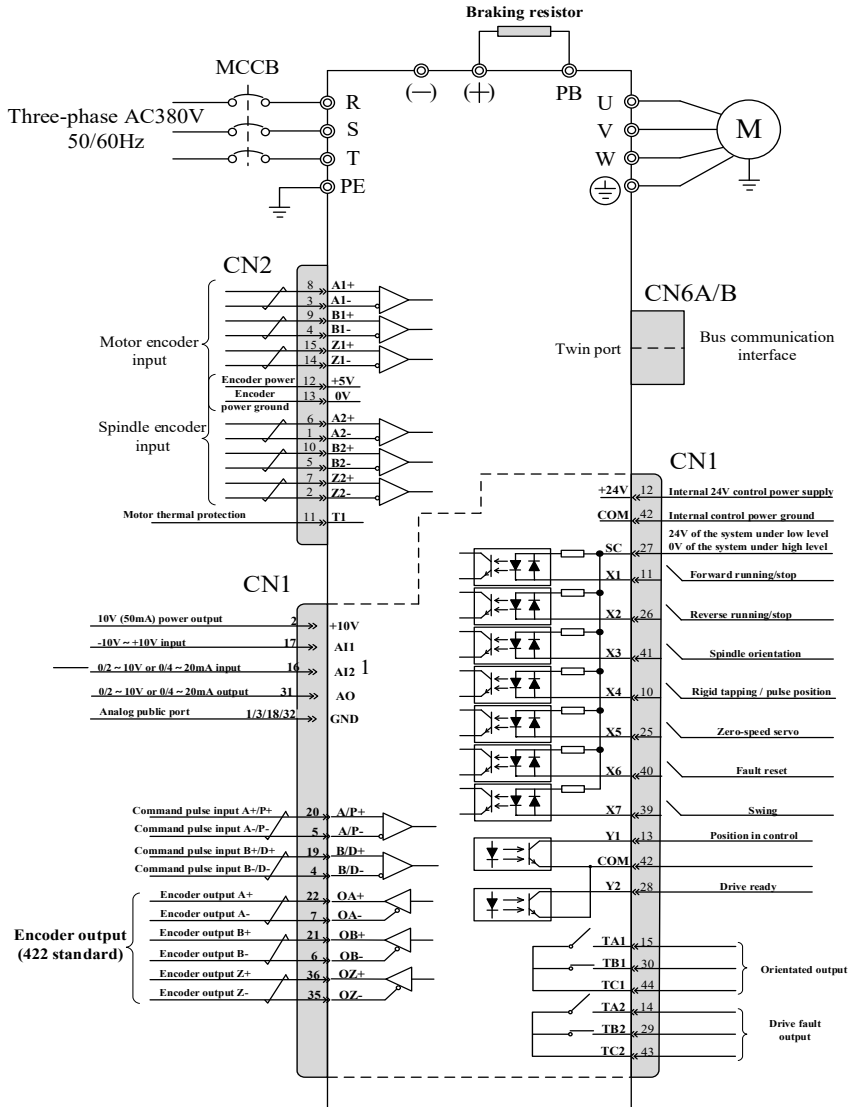 Braking resistor
MCCB
(—) (+) PB
Three-phase AC380V
50/60Hz
R
S
T
PE
U
V
W
M
CN2
Motor encoder
input
8 A1+
3 A1-
9 B1+
4 B1-
15 Z1+
14 Z1-
Encoder power 12 +5V
Encoder
power ground 13 0V
Spindle encoder
input
6 A2+
1 A2-
10 B2+
5 B2-
7 Z2+
2 Z2-
Motor thermal protection 11 T1
CN6A/B
Twin port
Bus communication
interface
CN1
10V (50mA) power output 2 +10V
-10V ~ +10V input 17 AI1
0/2 ~ 10V or 0/4 ~ 20mA input 16 AI2 1
0/2 ~ 10V or 0/4 ~ 20mA output 31 AO
Analog public port 1/3/18/32 GND
Command pulse input A+/P+ 20 A/P+
Command pulse input A-/P- 5 A/P-
Command pulse input B+/D+ 19 B/D+
Command pulse input B-/D- 4 B/D-
Encoder output
(422 standard)
Encoder output A+ 22 OA+
Encoder output A- 7 OA-
Encoder output B+ 21 OB+
Encoder output B- 6 OB-
Encoder output Z+ 36 OZ+
Encoder output Z- 35 OZ-
CN1
+24V 12 Internal 24V control power supply
COM 42 Internal control power ground
24V of the system under low level
SC 27 0V of the system under high level
X1 11 Forward running/stop
X2 26 Reverse running/stop
X3 41 Spindle orientation
X4 10 Rigid tapping / pulse position
X5 25 Zero-speed servo
X6 40 Fault reset
X7 39 Swing
Y1 13 Position in control
COM 42
Y2 28 Drive ready
TA1 15
TB1 30
TC1 44
Orientated output
TA2 14
TB2 29
TC2 43
Drive fault
output